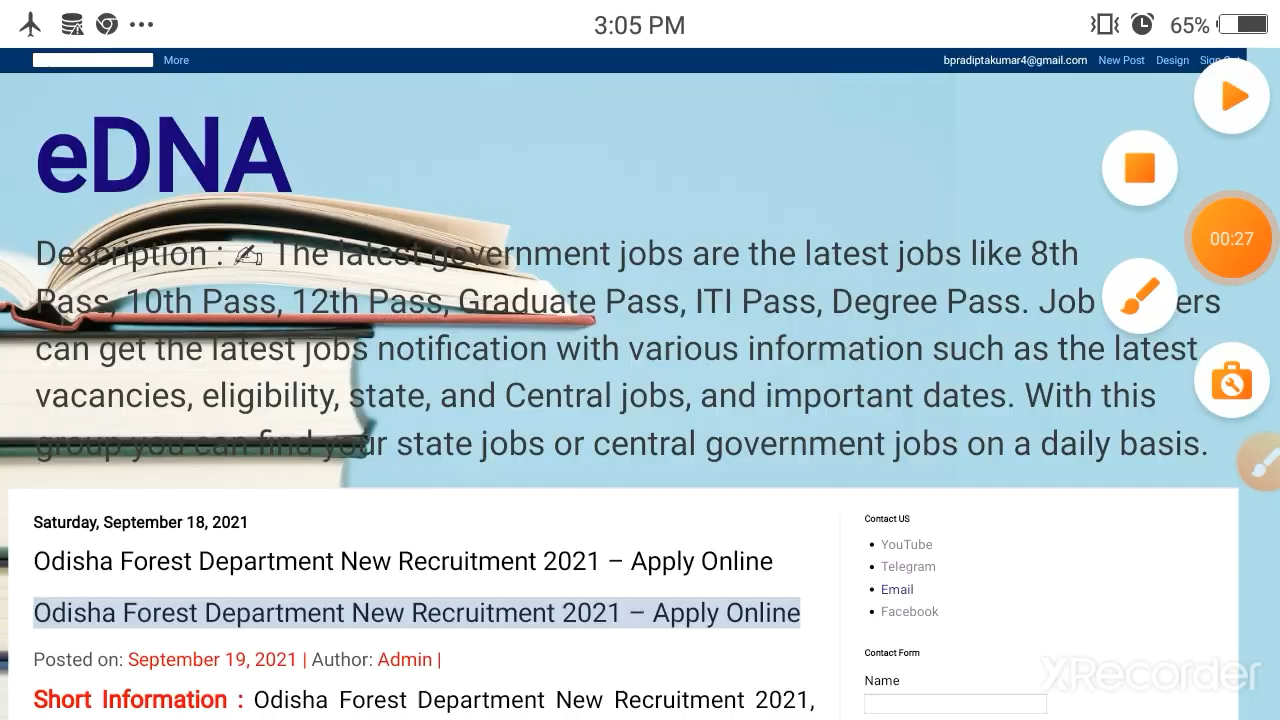 3:05 PM
65%
More
bpradiptakumar4@gmail.com New Post Design Sign
eDNA
00:27
Description : ✍ The latest government jobs are the latest jobs like 8th
Pass, 10th Pass, 12th Pass, Graduate Pass, ITI Pass, Degree Pass. Job
can get the latest jobs notification with various information such as the latest
vacancies, eligibility, state, and Central jobs, and important dates. With this
group you can find your state jobs or central government jobs on a daily basis.
Saturday, September 18, 2021
Odisha Forest Department New Recruitment 2021 – Apply Online
Odisha Forest Department New Recruitment 2021 – Apply Online
Posted on: September 19, 2021 | Author: Admin |
Short Information : Odisha Forest Department New Recruitment 2021,
Contact US
• YouTube
• Telegram
• Email
• Facebook
Contact Form
Name
XRecorder